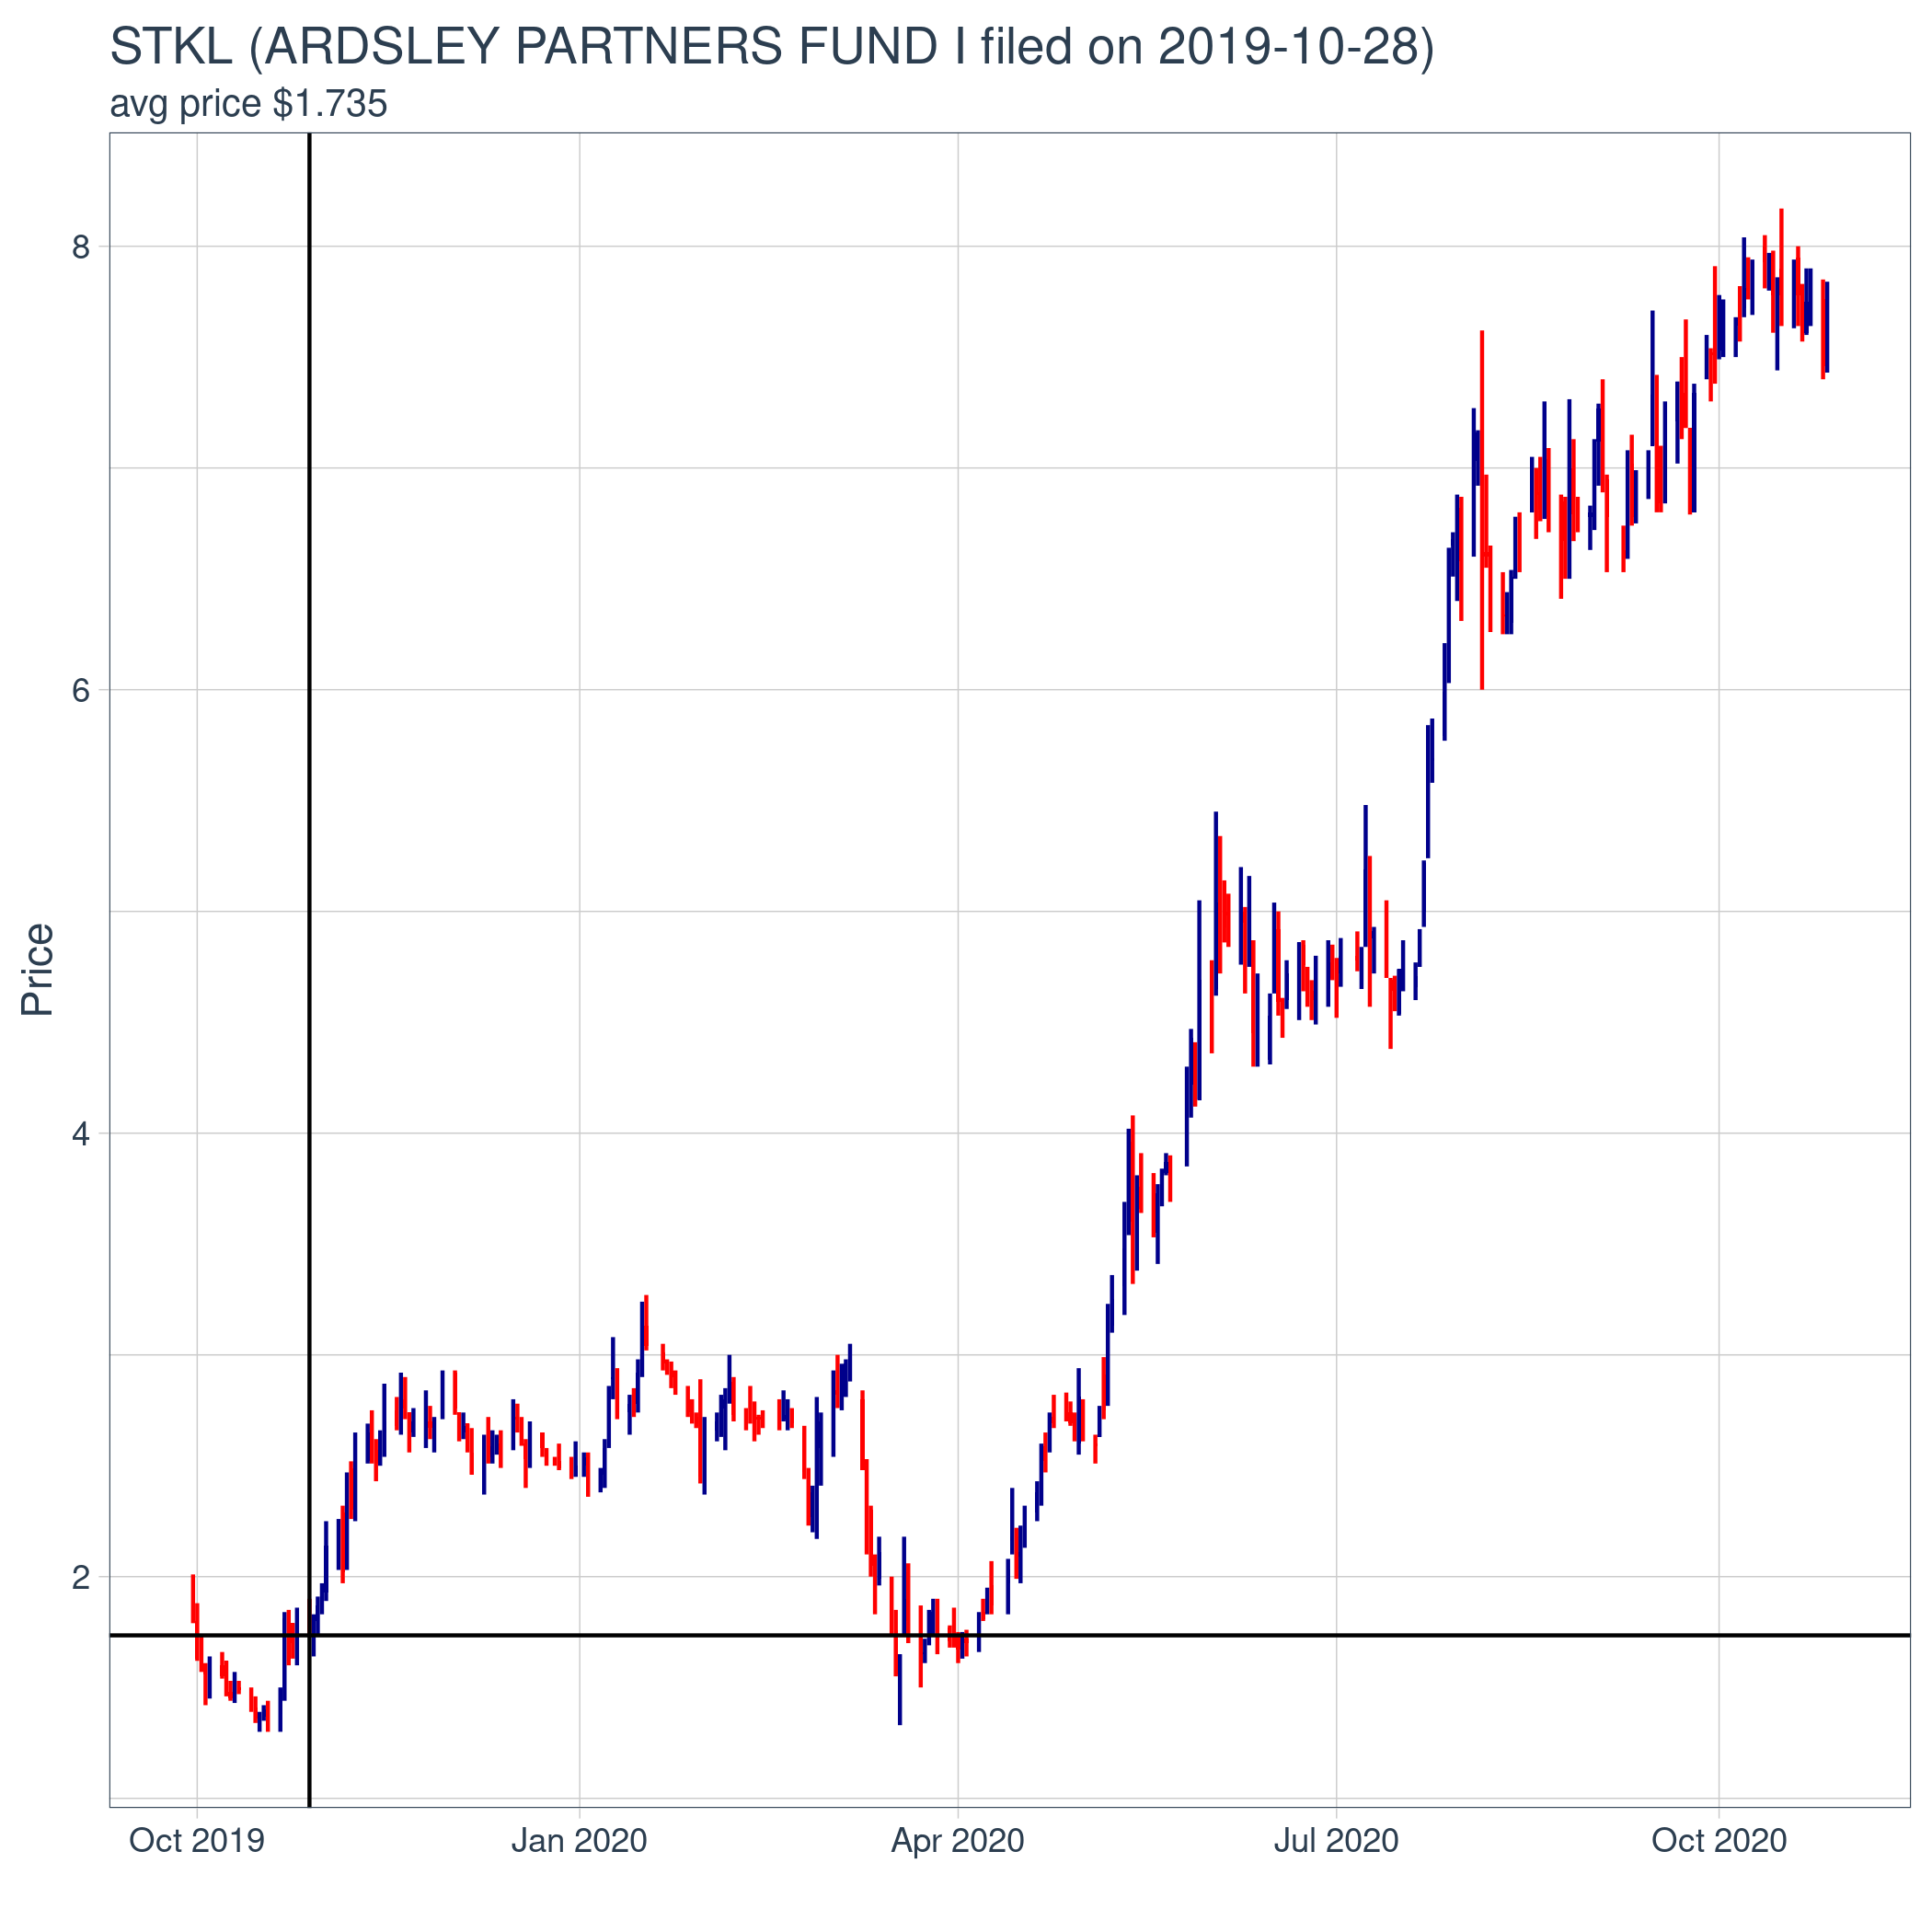 STKL (ARDSLEY PARTNERS FUND I filed on 2019-10-28)
avg price $1.735
8
6
4
2
Price
Oct 2019 Jan 2020 Apr 2020 Jul 2020 Oct 2020